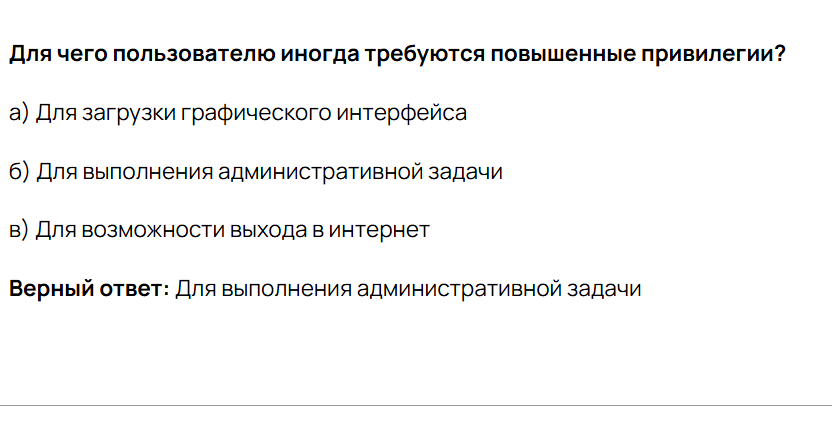 Для чего пользователю иногда требуются повышенные привилегии?
а) Для загрузки графического интерфейса
б) Для выполнения административной задачи
в) Для возможности выхода в интернет
Верный ответ: Для выполнения административной задачи